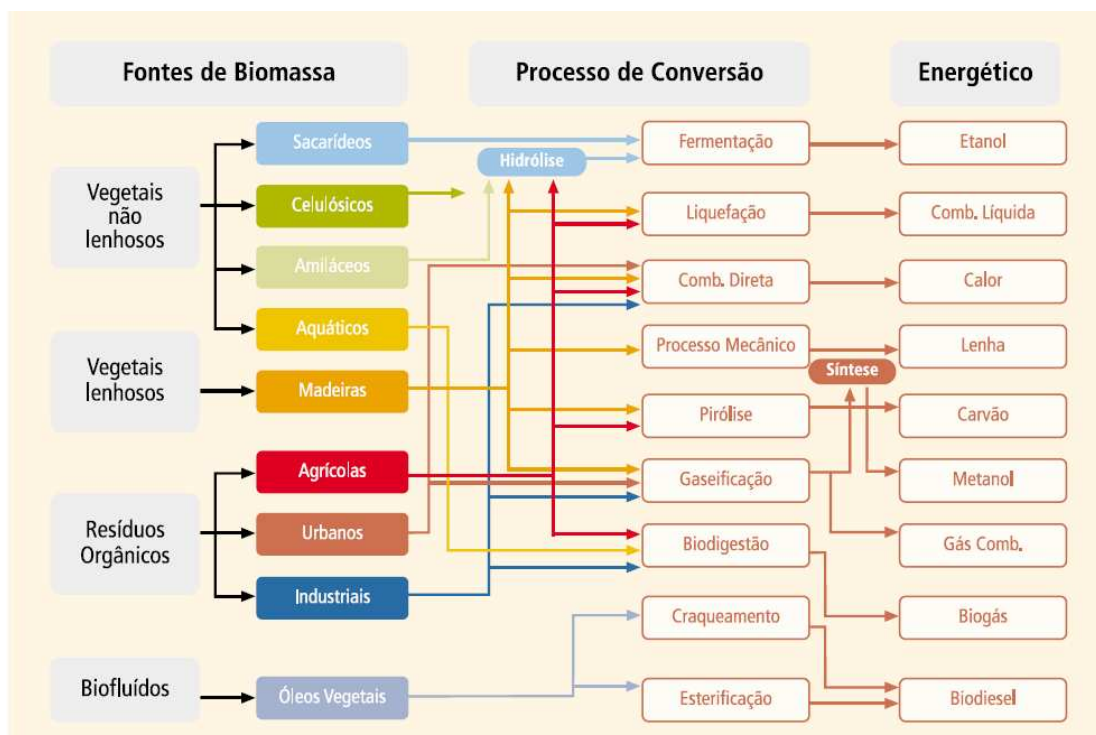 Fontes de Biomassa
Processo de Conversão
Energético
Vegetais
não
lenhosos
Vegetais
lenhosos
Resíduos
Orgânicos
Biofluídos
Sacarídeos
Celulósicos
Amiláceos
Aquáticos
Madeiras
Agrícolas
Urbanos
Industriais
Óleos Vegetais
Hidrólise
Fermentação
Liquefação
Comb. Direta
Processo Mecânico
Síntese
Pirólise
Gaseificação
Biodigestão
Craqueamento
Esterificação
Etanol
Comb. Líquida
Calor
Lenha
Carvão
Metanol
Gás Comb.
Biogás
Biodiesel